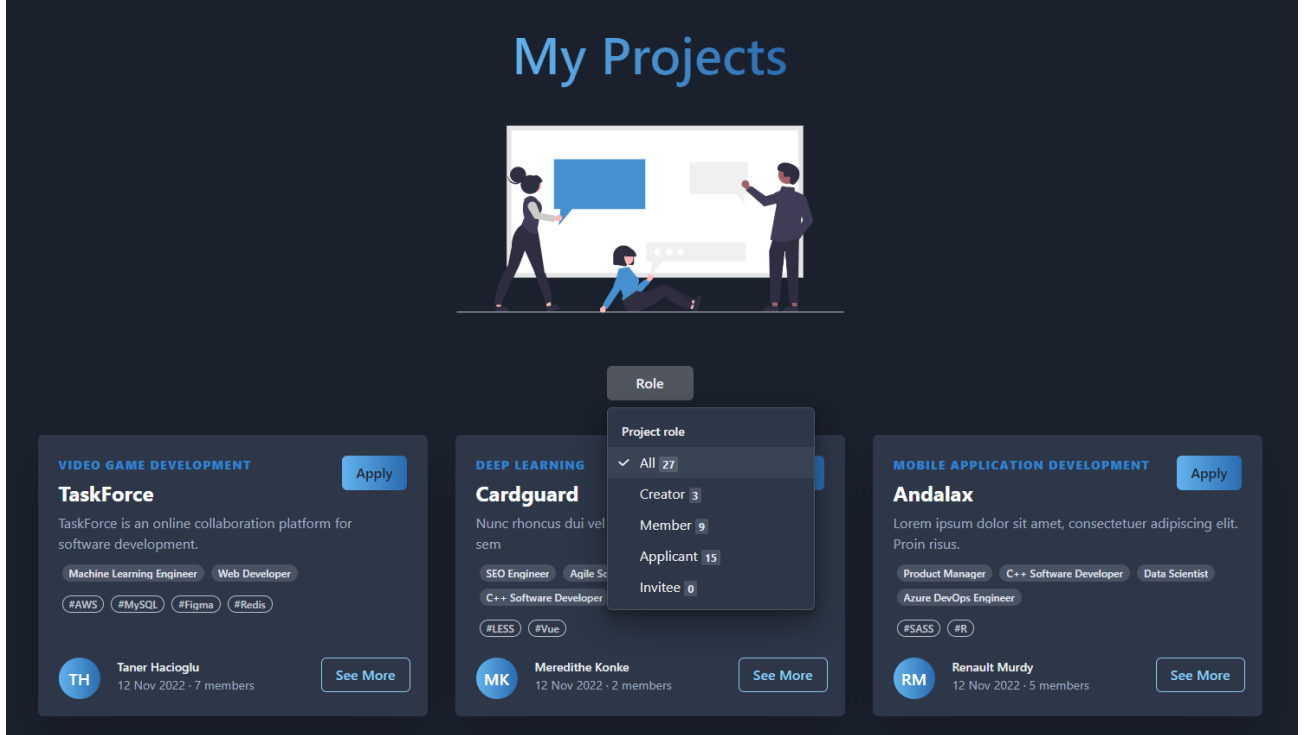 My Projects
Role
Project role
All 27
Creator 3
Member 9
Applicant 15
Invitee 0
VIDEO GAME DEVELOPMENT
Apply
TaskForce
TaskForce is an online collaboration platform for
software development.
Machine Learning Engineer Web Developer
#AWS #MySQL #Figma #Redis
TH
Taner Hacioglu
12 Nov 2022 · 7 members
See More
DEEP LEARNING
Cardguard
Nunc rhoncus dui vel
sem
SEO Engineer Agile
C++ Software Developer
#LESS #Vue
MK
Meredithe Konke
12 Nov 2022 · 2 members
See More
MOBILE APPLICATION DEVELOPMENT
Apply
Andalax
Lorem ipsum dolor sit amet, consectetuer adipiscing elit.
Proin risus.
Product Manager C++ Software Developer Data Scientist
Azure DevOps Engineer
#SASS #R
RM
Renault Murdy
12 Nov 2022 · 5 members
See More